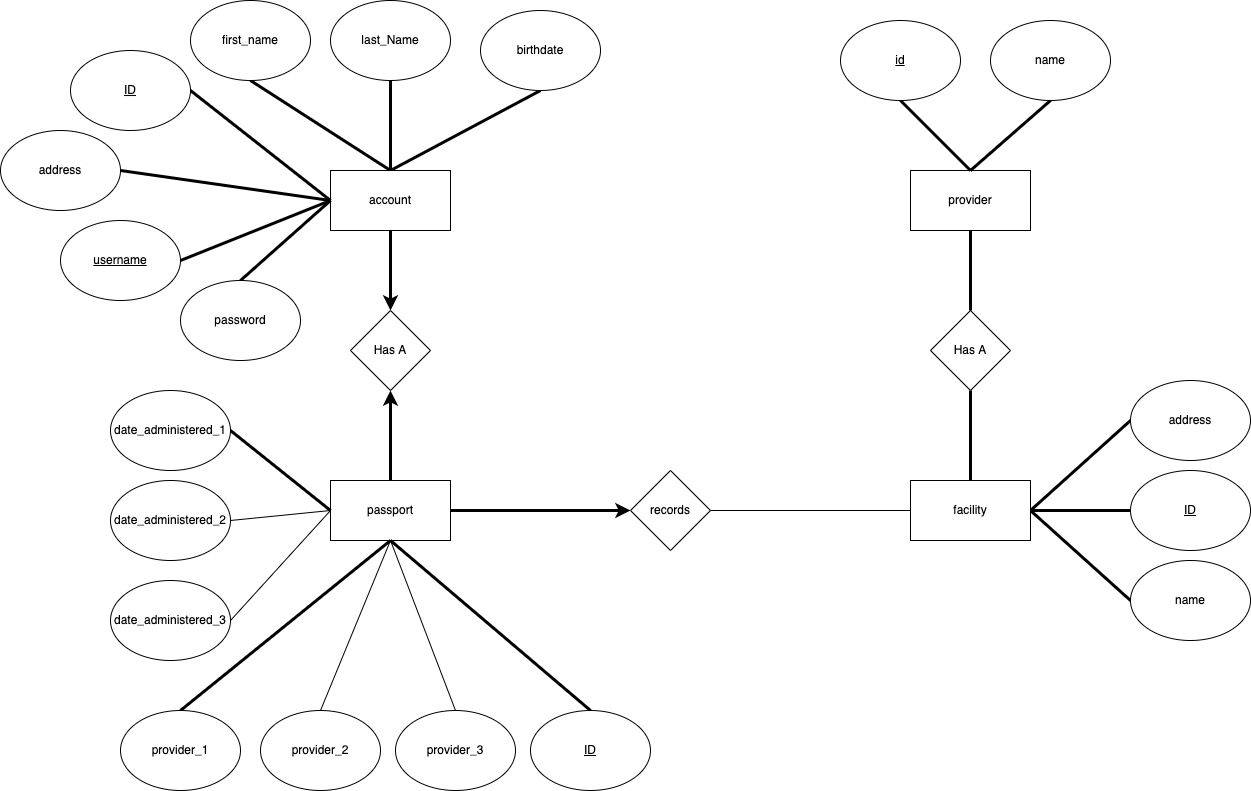 first_name
last_Name
birthdate
ID
address
username
password
account
Has A
id
name
provider
Has A
date_administered_1
date_administered_2
date_administered_3
passport
records
facility
address
ID
name
provider_1
provider_2
provider_3
ID